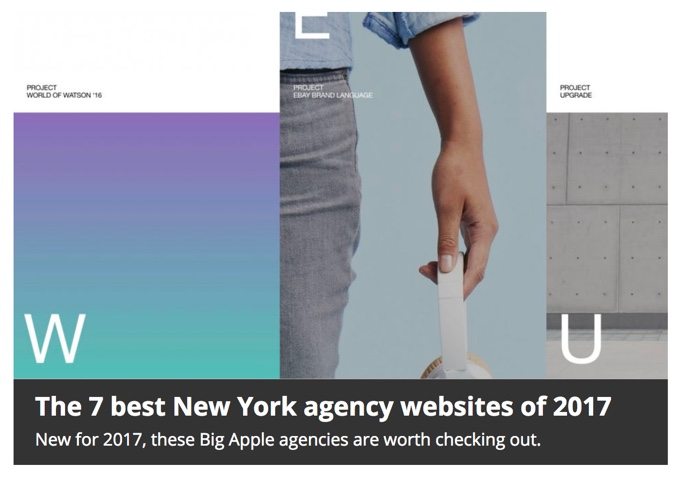 E
PROJECT
WORLD OF WATSON '16
PROJECT
EBAY BRAND LANGUAGE
PROJECT
UPGRADE
W
U
The 7 best New York agency websites of 2017
New for 2017, these Big Apple agencies are worth checking out.